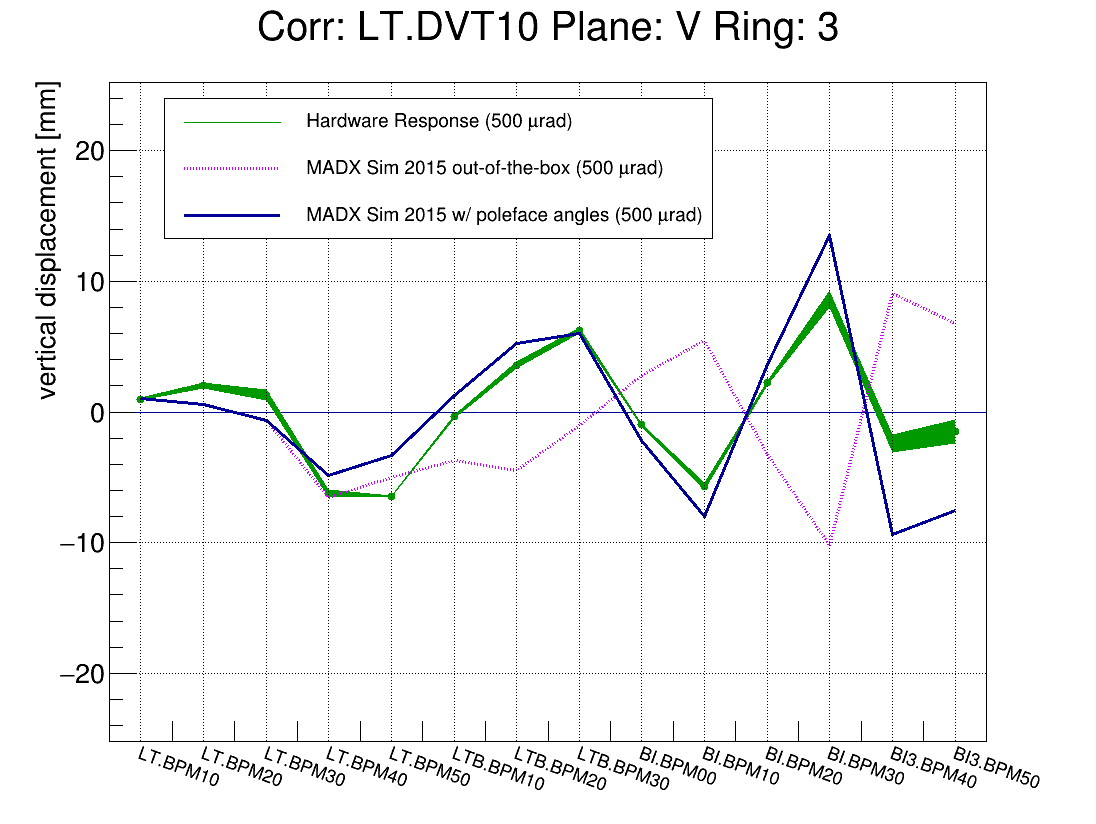 Corr: LT.DVT10 Plane: V Ring: 3
vertical displacement [mm]
Hardware Response (500 μrad)
MADX Sim 2015 out-of-the-box (500 μrad)
MADX Sim 2015 w/ poleface angles (500 μrad)
20
10
0
−10
−20
LT.BPM10
LT.BPM20
LT.BPM30
LT.BPM40
LT.BPM50
LTB.BPM10
LTB.BPM20
LTB.BPM30
BI.BPM00
BI.BPM10
BI.BPM20
BI.BPM30
BI3.BPM40
BI3.BPM50